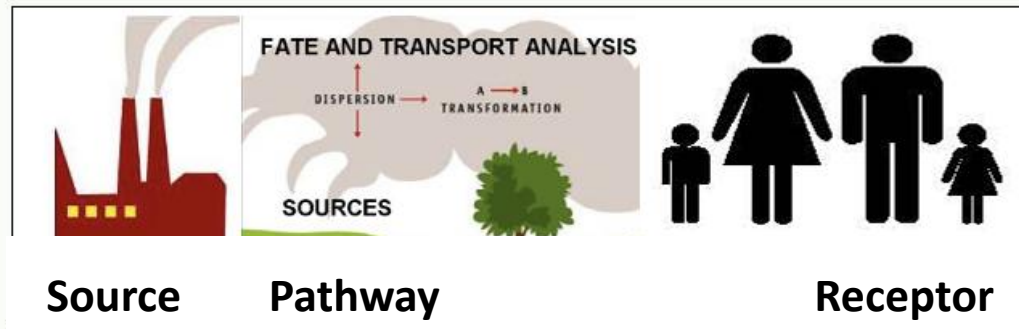 FATE AND TRANSPORT ANALYSIS
DISPERSION
A B
TRANSFORMATION
SOURCES
Source Pathway Receptor